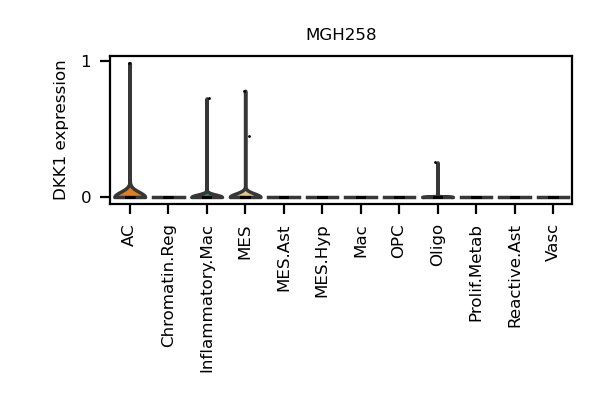 MGH258
DKK1 expression
1
0
AC
Chromatin.Reg
Inflammatory.Mac
MES
MES.Ast
MES.Hyp
Mac
OPC
Oligo
Prolif.Metab
Reactive.Ast
Vasc